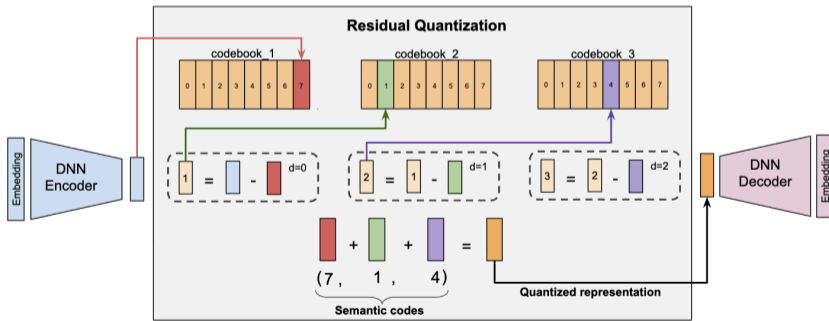 Residual Quantization
codebook_1
codebook_2
codebook_3
0 1 2 3 4 5 6 7
0 1 2 3 4 5 6 7
0 1 2 3 4 5 6 7
Embedding
DNN
Encoder
1 = - d=0
2 = 1 - d=1
3 = 2 - d=2
DNN
Decoder
Embedding
+ + =
(7, 1, 4)
Semantic codes
Quantized representation